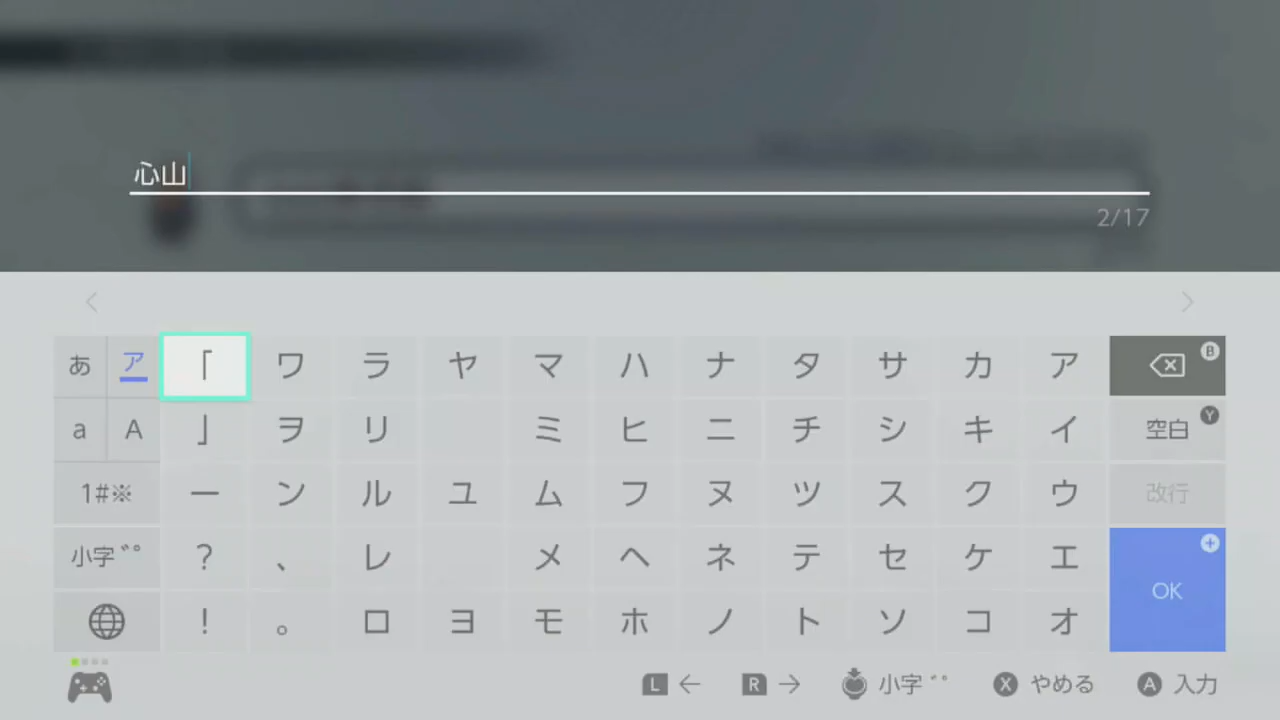 心山
2/17
あ ア 「 ワ ラ ヤ マ ハ ナ タ サ カ ア B
a A 」 ヲ リ ミ ヒ ニ チ シ キ イ 空白 Y
1#※ ー ン ル ユ ム フ ヌ ツ ス ク ウ 改行
小字 ゛゜ ? 、 レ メ ヘ ネ テ セ ケ エ
! 。 ロ ヨ モ ホ ノ ト ソ コ オ OK
L ← R → 小字 ゛゜ X やめる A 入力